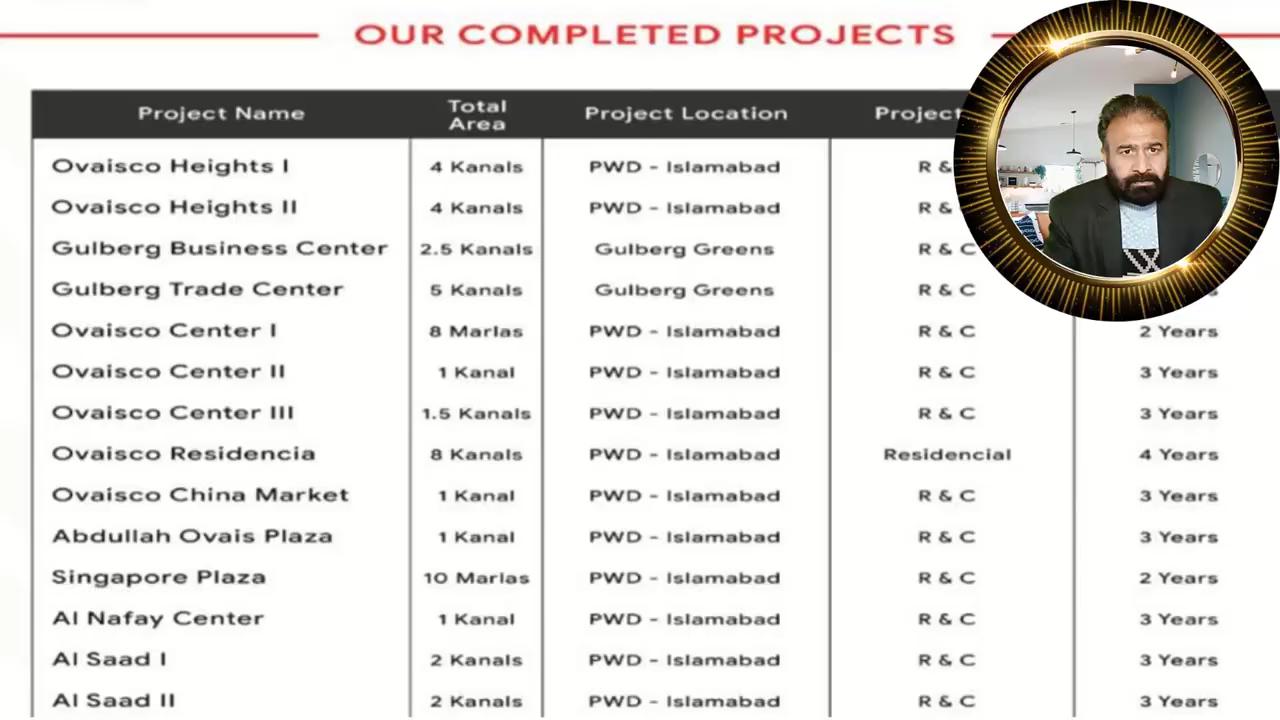 OUR COMPLETED PROJECTS
Project Name Total Area Project Location Project
Ovaisco Heights I 4 Kanals PWD - Islamabad R &
Ovaisco Heights II 4 Kanals PWD - Islamabad R &
Gulberg Business Center 2.5 Kanals Gulberg Greens R & C
Gulberg Trade Center 5 Kanals Gulberg Greens R & C
Ovaisco Center I 8 Marlas PWD - Islamabad R & C 2 Years
Ovaisco Center II 1 Kanal PWD - Islamabad R & C 3 Years
Ovaisco Center III 1.5 Kanals PWD - Islamabad R & C 3 Years
Ovaisco Residencia 8 Kanals PWD - Islamabad Residencial 4 Years
Ovaisco China Market 1 Kanal PWD - Islamabad R & C 3 Years
Abdullah Ovais Plaza 1 Kanal PWD - Islamabad R & C 3 Years
Singapore Plaza 10 Marlas PWD - Islamabad R & C 2 Years
Al Nafay Center 1 Kanal PWD - Islamabad R & C 3 Years
Al Saad I 2 Kanals PWD - Islamabad R & C 3 Years
Al Saad II 2 Kanals PWD - Islamabad R & C 3 Years